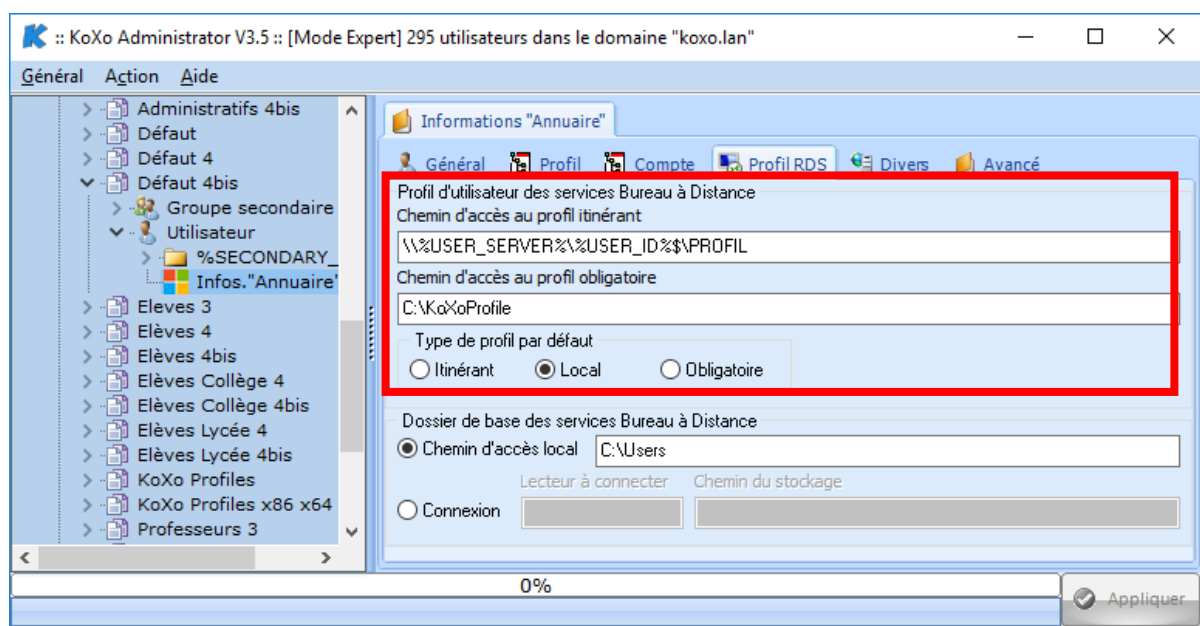 :: KoXo Administrator V3.5 :: [Mode Expert] 295 utilisateurs dans le domaine "koxo.lan"
Général Action Aide
Administratifs 4bis
Défaut
Défaut 4
Défaut 4bis
Groupe secondaire
Utilisateur
%SECONDARY_
Infos."Annuaire"
Eleves 3
Elèves 4
Elèves 4bis
Elèves Collège 4
Elèves Collège 4bis
Elèves Lycée 4
Elèves Lycée 4bis
KoXo Profiles
KoXo Profiles x86 x64
Professeurs 3
Informations "Annuaire"
Général Profil Compte Profil RDS Divers Avancé
Profil d'utilisateur des services Bureau à Distance
Chemin d'accès au profil itinérant
\\%USER_SERVER%\%USER_ID%$\PROFIL
Chemin d'accès au profil obligatoire
C:\KoXoProfile
Type de profil par défaut
Itinérant Local Obligatoire
Dossier de base des services Bureau à Distance
Chemin d'accès local C:\Users
Lecteur à connecter Chemin du stockage
Connexion
0%
Appliquer